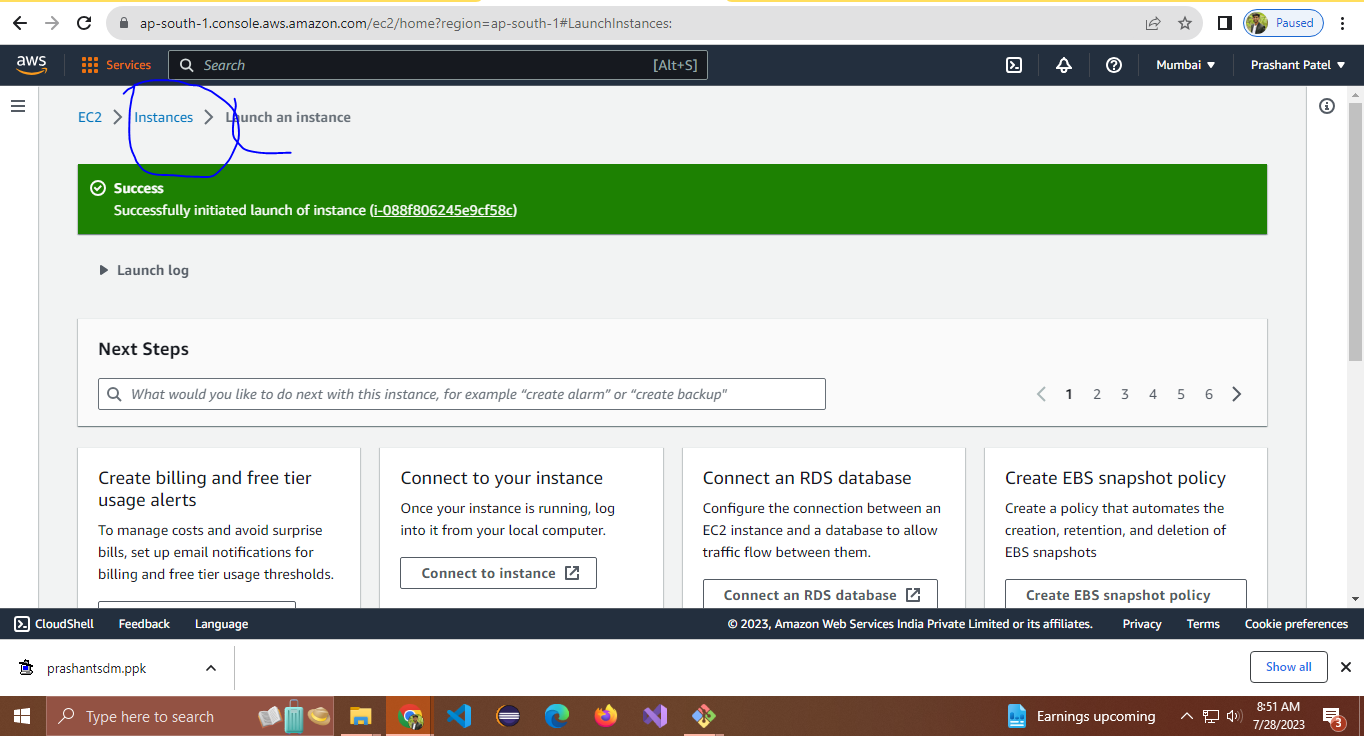 ap-south-1.console.aws.amazon.com/ec2/home?region=ap-south-1#LaunchInstances:
Paused
aws
Services
Search
[Alt+S]
Mumbai
Prashant Patel
EC2
Instances
Launch an instance
Success
Successfully initiated launch of instance (i-088f806245e9cf58c)
Launch log
Next Steps
What would you like to do next with this instance, for example “create alarm” or “create backup”
1 2 3 4 5 6
Create billing and free tier
usage alerts
To manage costs and avoid surprise
bills, set up email notifications for
billing and free tier usage thresholds.
Connect to your instance
Once your instance is running, log
into it from your local computer.
Connect to instance
Connect an RDS database
Configure the connection between an
EC2 instance and a database to allow
traffic flow between them.
Connect an RDS database
Create EBS snapshot policy
Create a policy that automates the
creation, retention, and deletion of
EBS snapshots
Create EBS snapshot policy
CloudShell
Feedback
Language
© 2023, Amazon Web Services India Private Limited or its affiliates.
Privacy
Terms
Cookie preferences
prashantsdm.ppk
Show all
Type here to search
Earnings upcoming
8:51 AM
7/28/2023
3